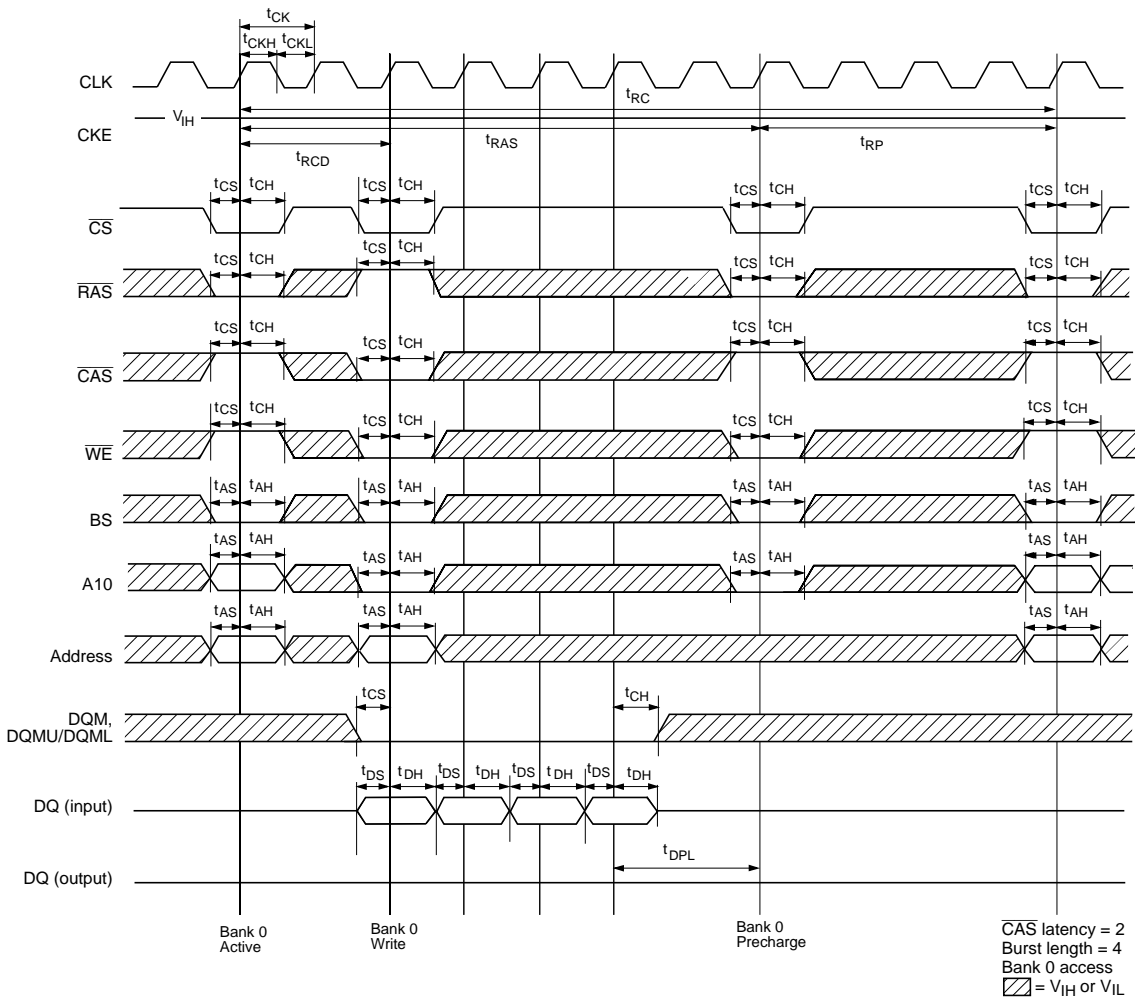 tCK
tCKH tCKL
CLK
tRC
VIH
CKE
tRAS tRP
tRCD
tCS tCH tCS tCH tCS tCH tCS tCH
CS
tCS tCH tCS tCH tCS tCH tCS tCH
RAS
tCS tCH tCS tCH tCS tCH tCS tCH
CAS
tCS tCH tCS tCH tCS tCH tCS tCH
WE
tAS tAH tAS tAH tAS tAH tAS tAH
BS
tAS tAH tAS tAH tAS tAH tAS tAH
A10
tAS tAH tAS tAH tAS tAH
Address
tCS tCH
DQM,
DQMU/DQML
tDS tDH tDS tDH tDS tDH tDS tDH
DQ (input)
tDPL
DQ (output)
Bank 0
Active
Bank 0
Write
Bank 0
Precharge
CAS latency = 2
Burst length = 4
Bank 0 access
= VIH or VIL